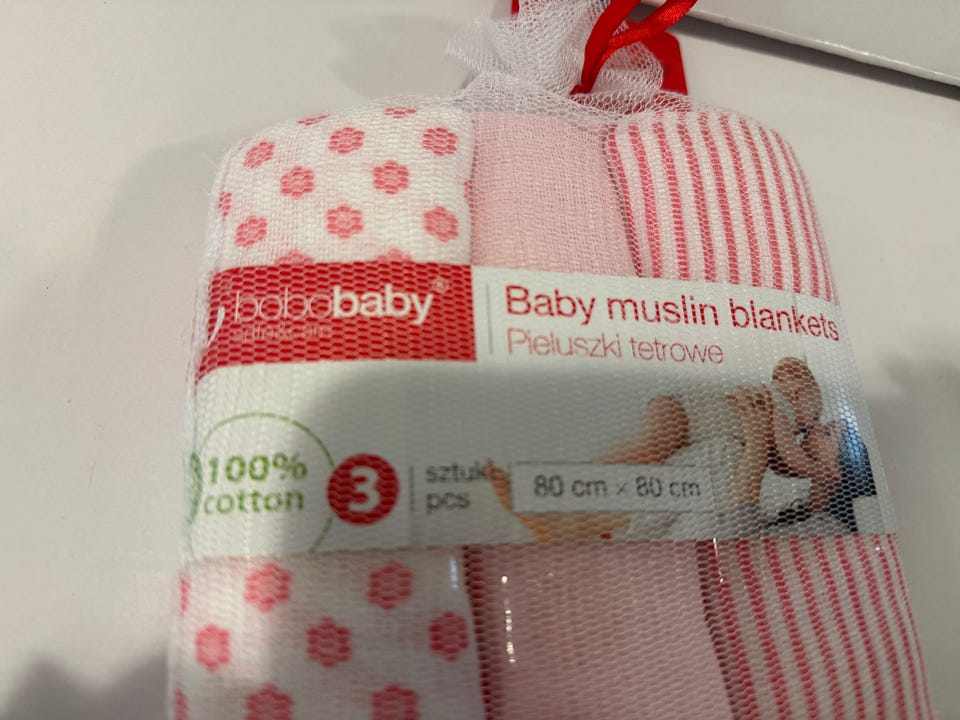 bobobaby®
Baby muslin blankets
Pieluszki tetrowe
100%
cotton
3
sztuki
pcs
80 cm × 80 cm